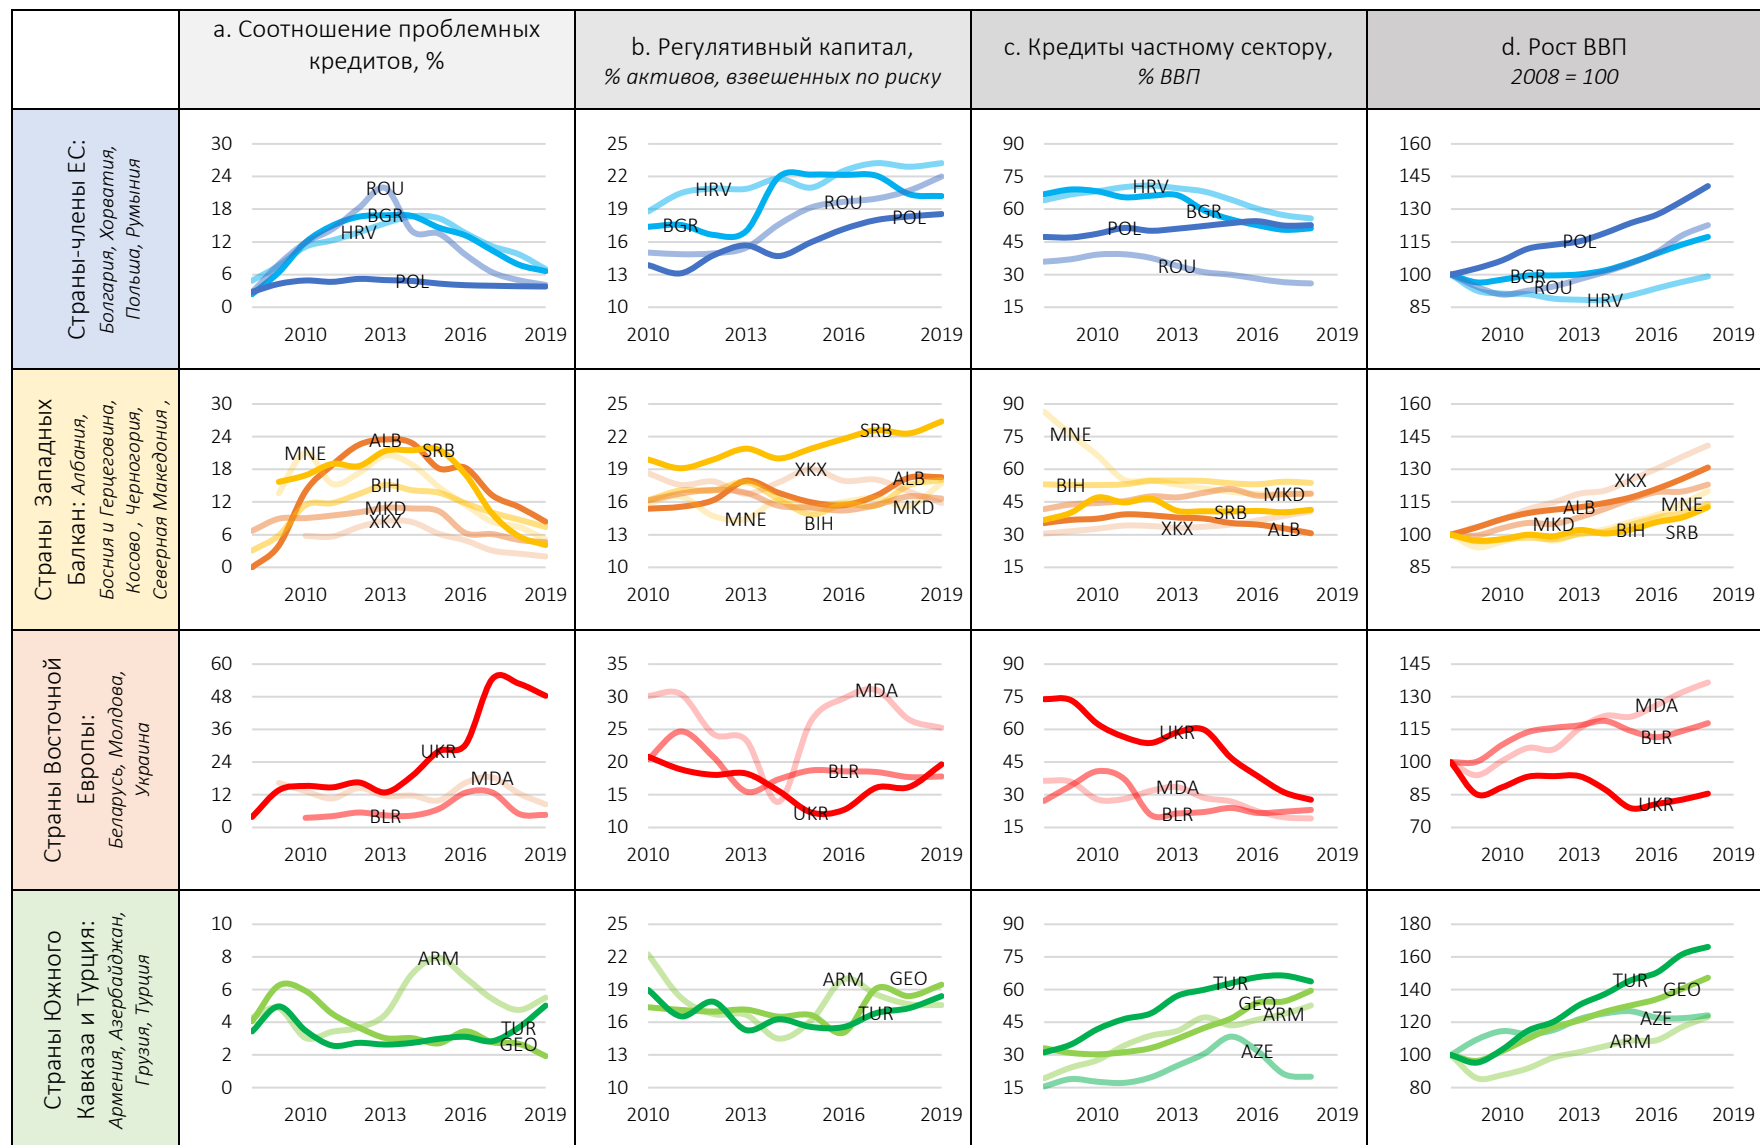 a. Соотношение проблемных
кредитов, %
b. Регулятивный капитал,
% активов, взвешенных по риску
c. Кредиты частному сектору,
% ВВП
d. Рост ВВП
2008 = 100
Страны-члены ЕС:
Болгария, Хорватия,
Польша, Румыния
30
24
18
12
6
0
ROU
BGR
HRV
POL
2010 2013 2016 2019
25
22
19
16
13
10
HRV
BGR
ROU
POL
2010 2013 2016 2019
90
75
60
45
30
15
HRV
BGR
POL
ROU
2010 2013 2016 2019
160
145
130
115
100
85
POL
BGR
ROU
HRV
2010 2013 2016 2019
Страны Западных
Балкан: Албания,
Босния и Герцеговина,
Косово , Черногория,
Северная Македония ,
30
24
18
12
6
0
MNE
ALB
SRB
BIH
MKD
XKX
2010 2013 2016 2019
25
22
19
16
13
10
SRB
XKX
ALB
MNE
BIH
MKD
2010 2013 2016 2019
90
75
60
45
30
15
MNE
BIH
MKD
SRB
XKX
ALB
2010 2013 2016 2019
160
145
130
115
100
85
XKX
ALB
MNE
MKD
BIH
SRB
2010 2013 2016 2019
Страны Восточной
Европы:
Беларусь, Молдова,
Украина
60
48
36
24
12
0
UKR
MDA
BLR
2010 2013 2016 2019
35
30
25
20
15
10
MDA
BLR
UKR
2010 2013 2016 2019
90
75
60
45
30
15
UKR
MDA
BLR
2010 2013 2016 2019
145
130
115
100
85
70
MDA
BLR
UKR
2010 2013 2016 2019
Страны Южного
Кавказа и Турция:
Армения, Азербайджан,
Грузия, Турция
10
8
6
4
2
0
ARM
TUR
GEO
2010 2013 2016 2019
25
22
19
16
13
10
ARM
GEO
TUR
2010 2013 2016 2019
90
75
60
45
30
15
TUR
GEO
ARM
AZE
2010 2013 2016 2019
180
160
140
120
100
80
TUR
GEO
AZE
ARM
2010 2013 2016 2019